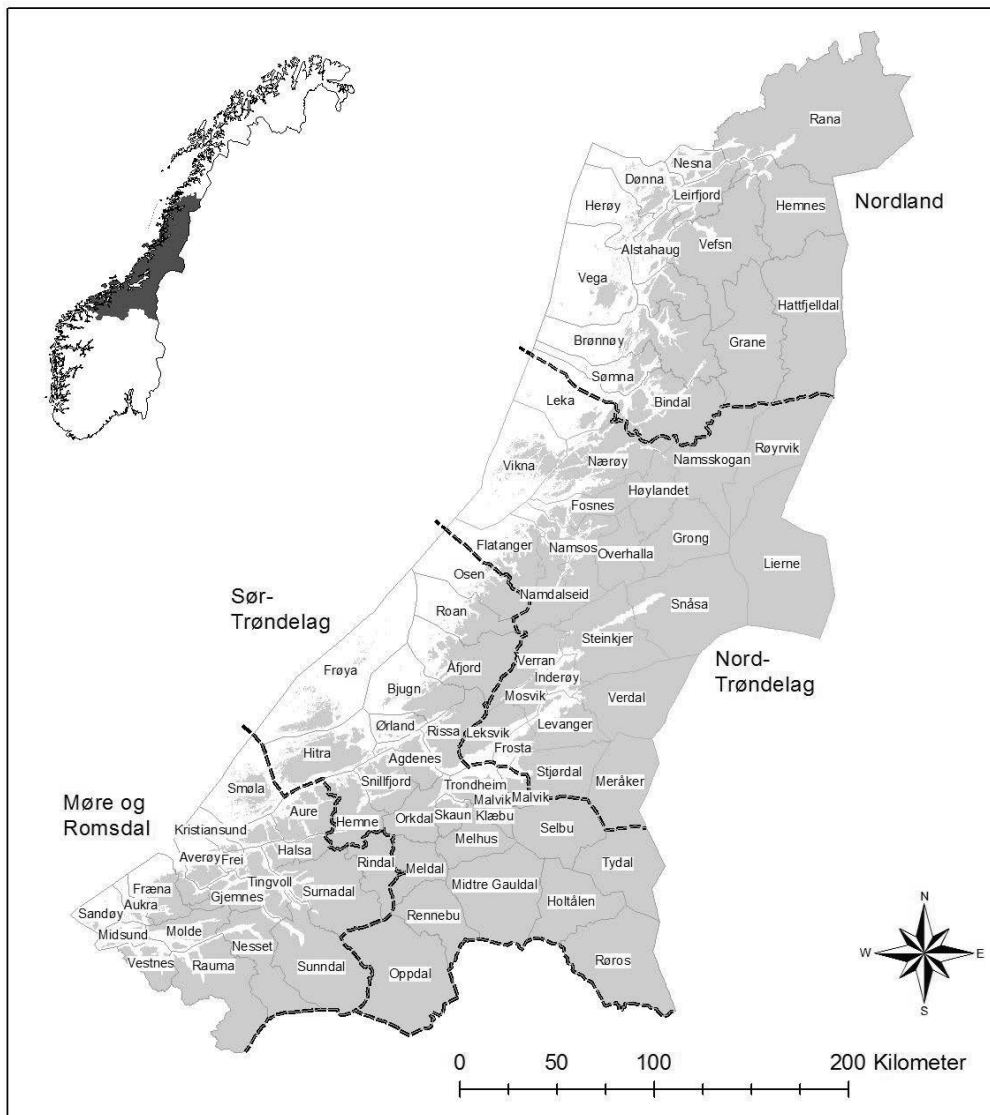 Rana
Nesna
Dønna
Leirfjord
Hemnes
Nordland
Herøy
Alstahaug
Vefsn
Vega
Hattfjelldal
Brønnøy
Grane
Sømna
Leka
Bindal
Røyrvik
Vikna
Nærøy
Namsskogan
Høylandet
Fosnes
Flatanger
Namsos
Overhalla
Grong
Lierne
Osen
Namdalseid
Snåsa
Sør-
Trøndelag
Roan
Steinkjer
Frøya
Åfjord
Verran
Inderøy
Nord-
Trøndelag
Bjugn
Mosvik
Verdal
Ørland
Rissa
Leksvik
Levanger
Hitra
Agdenes
Frosta
Stjørdal
Meråker
Smøla
Snillfjord
Trondheim
Malvik
Malvik
Møre og
Romsdal
Aure
Hemne
Orkdal
Skaun
Klæbu
Selbu
Kristiansund
Averøy
Frei
Halsa
Rindal
Melhus
Tydal
Fræna
Aukra
Tingvoll
Gjemnes
Surnadal
Meldal
Midtre Gauldal
Holtålen
Sandøy
Midsund
Molde
Nesset
Rennebu
Vestnes
Rauma
Sunndal
Oppdal
Røros
N
W
E
S
0
50
100
200 Kilometer